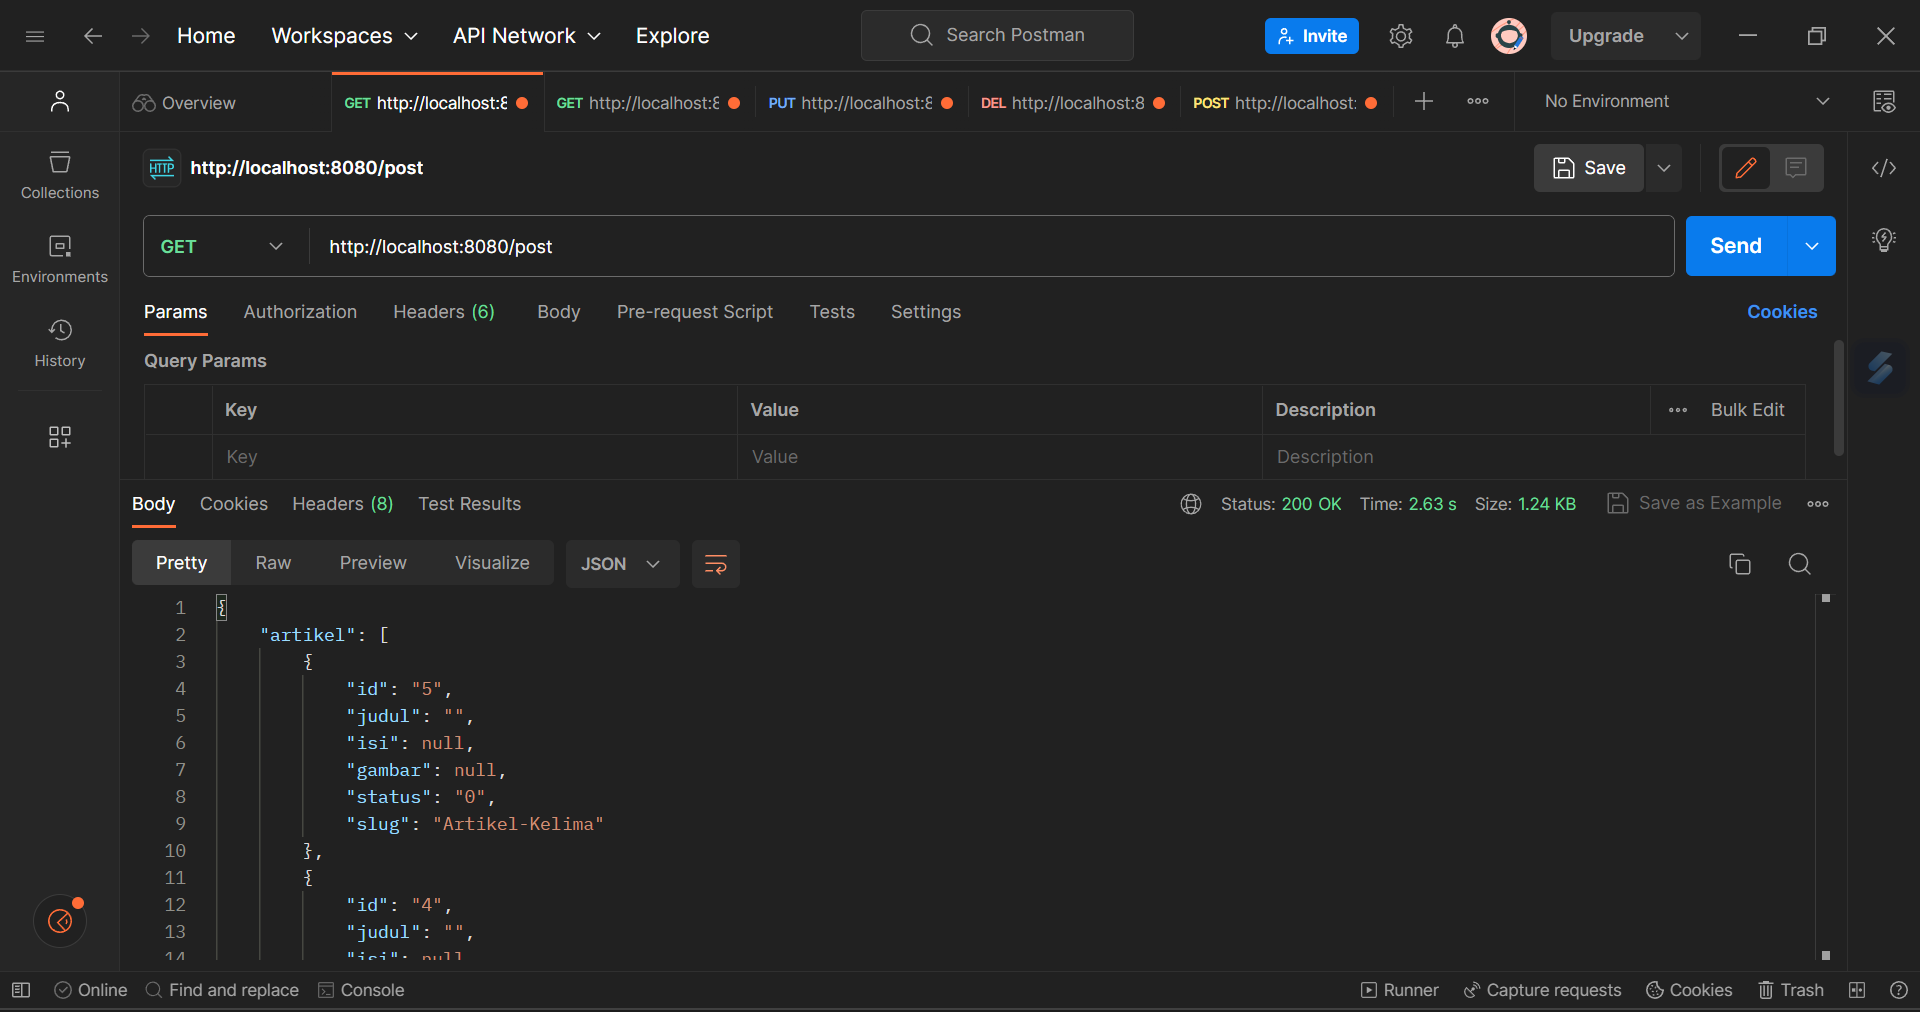 Home Workspaces API Network Explore Search Postman Invite Upgrade
Overview GET http://localhost:8 GET http://localhost:8 PUT http://localhost:8 DEL http://localhost:8 POST http://localhost: No Environment
HTTP http://localhost:8080/post Save
Collections
GET http://localhost:8080/post Send
Environments
Params Authorization Headers (6) Body Pre-request Script Tests Settings Cookies
History
Query Params
Key Value Description Bulk Edit
Key Value Description
Body Cookies Headers (8) Test Results Status: 200 OK Time: 2.63 s Size: 1.24 KB Save as Example
Pretty Raw Preview Visualize JSON
1 {
2 "artikel": [
3 {
4 "id": "5",
5 "judul": "",
6 "isi": null,
7 "gambar": null,
8 "status": "0",
9 "slug": "Artikel-Kelima"
10 },
11 {
12 "id": "4",
13 "judul": "",
14 "isi": null
Online Find and replace Console Runner Capture requests Cookies Trash